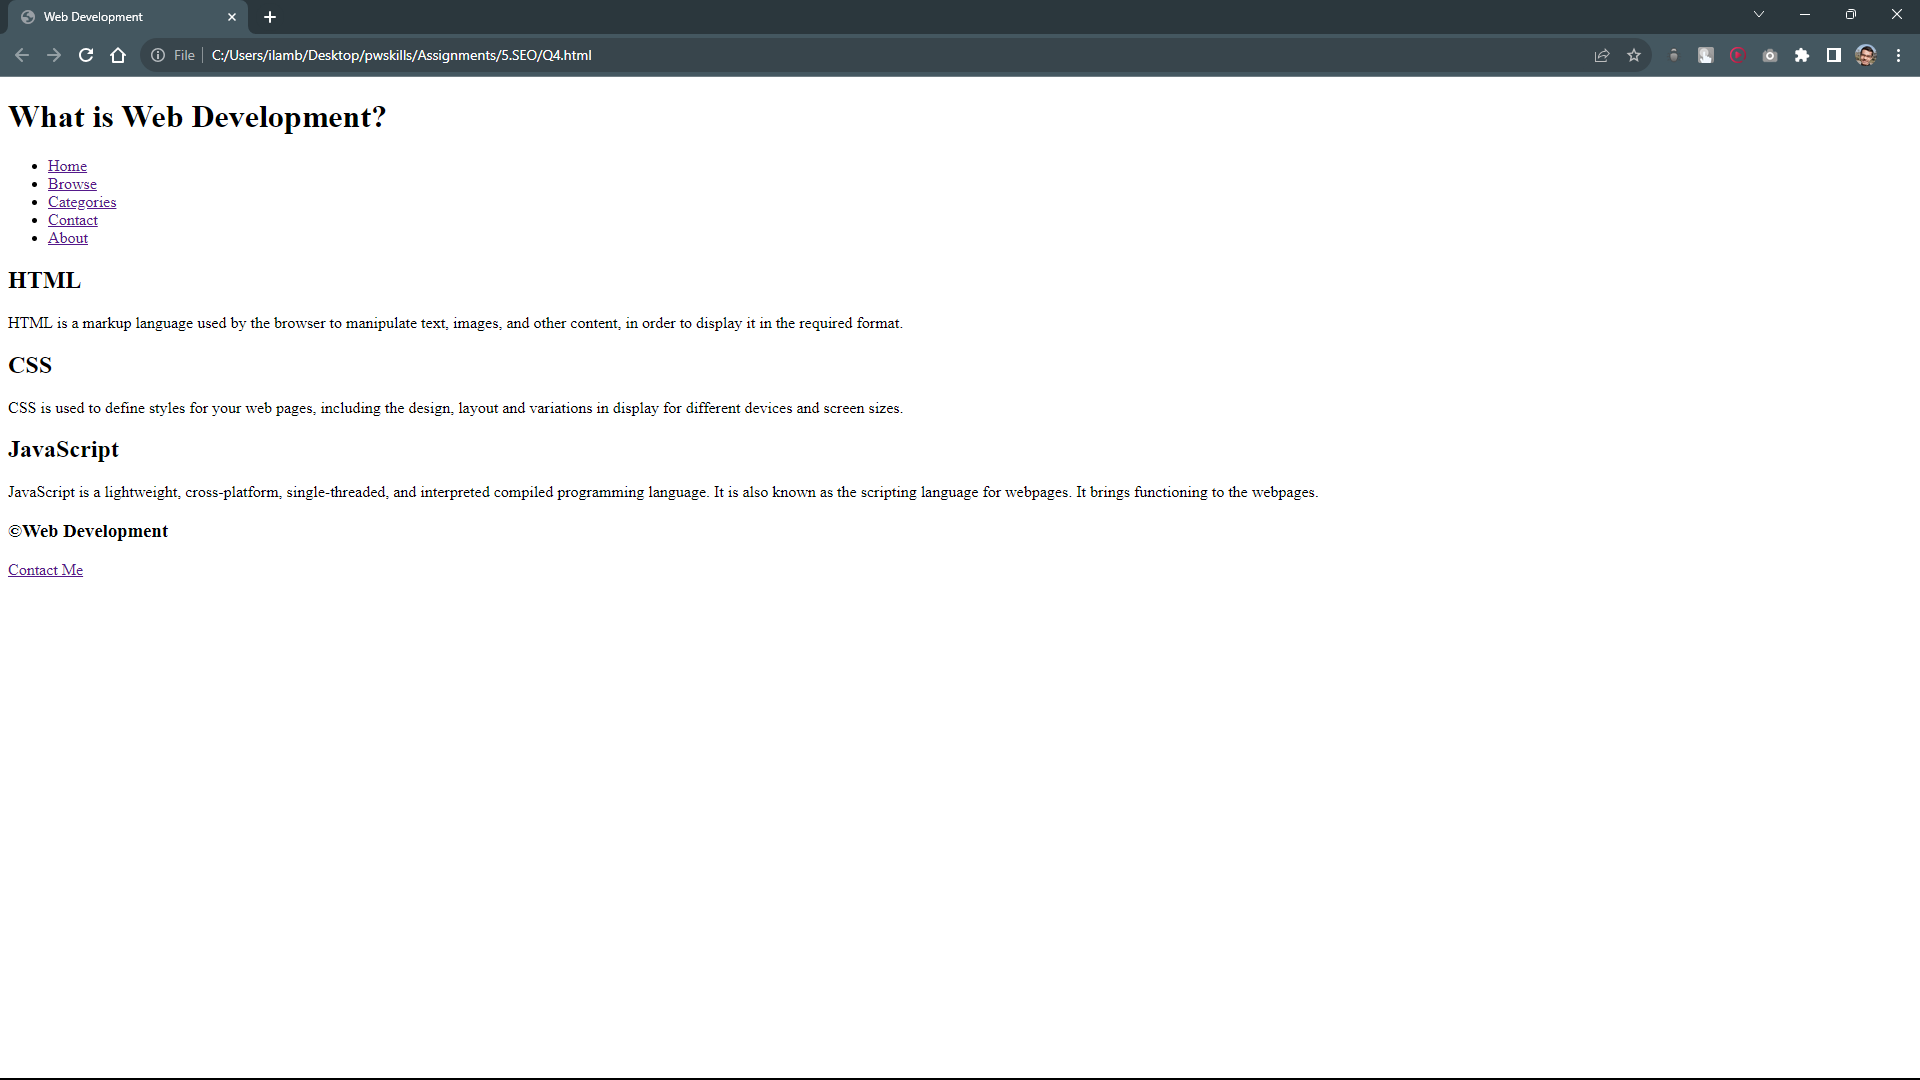 Web Development
File C:/Users/ilamb/Desktop/pwskills/Assignments/5.SEO/Q4.html
What is Web Development?
Home
Browse
Categories
Contact
About
HTML
HTML is a markup language used by the browser to manipulate text, images, and other content, in order to display it in the required format.
CSS
CSS is used to define styles for your web pages, including the design, layout and variations in display for different devices and screen sizes.
JavaScript
JavaScript is a lightweight, cross-platform, single-threaded, and interpreted compiled programming language. It is also known as the scripting language for webpages. It brings functioning to the webpages.
©Web Development
Contact Me